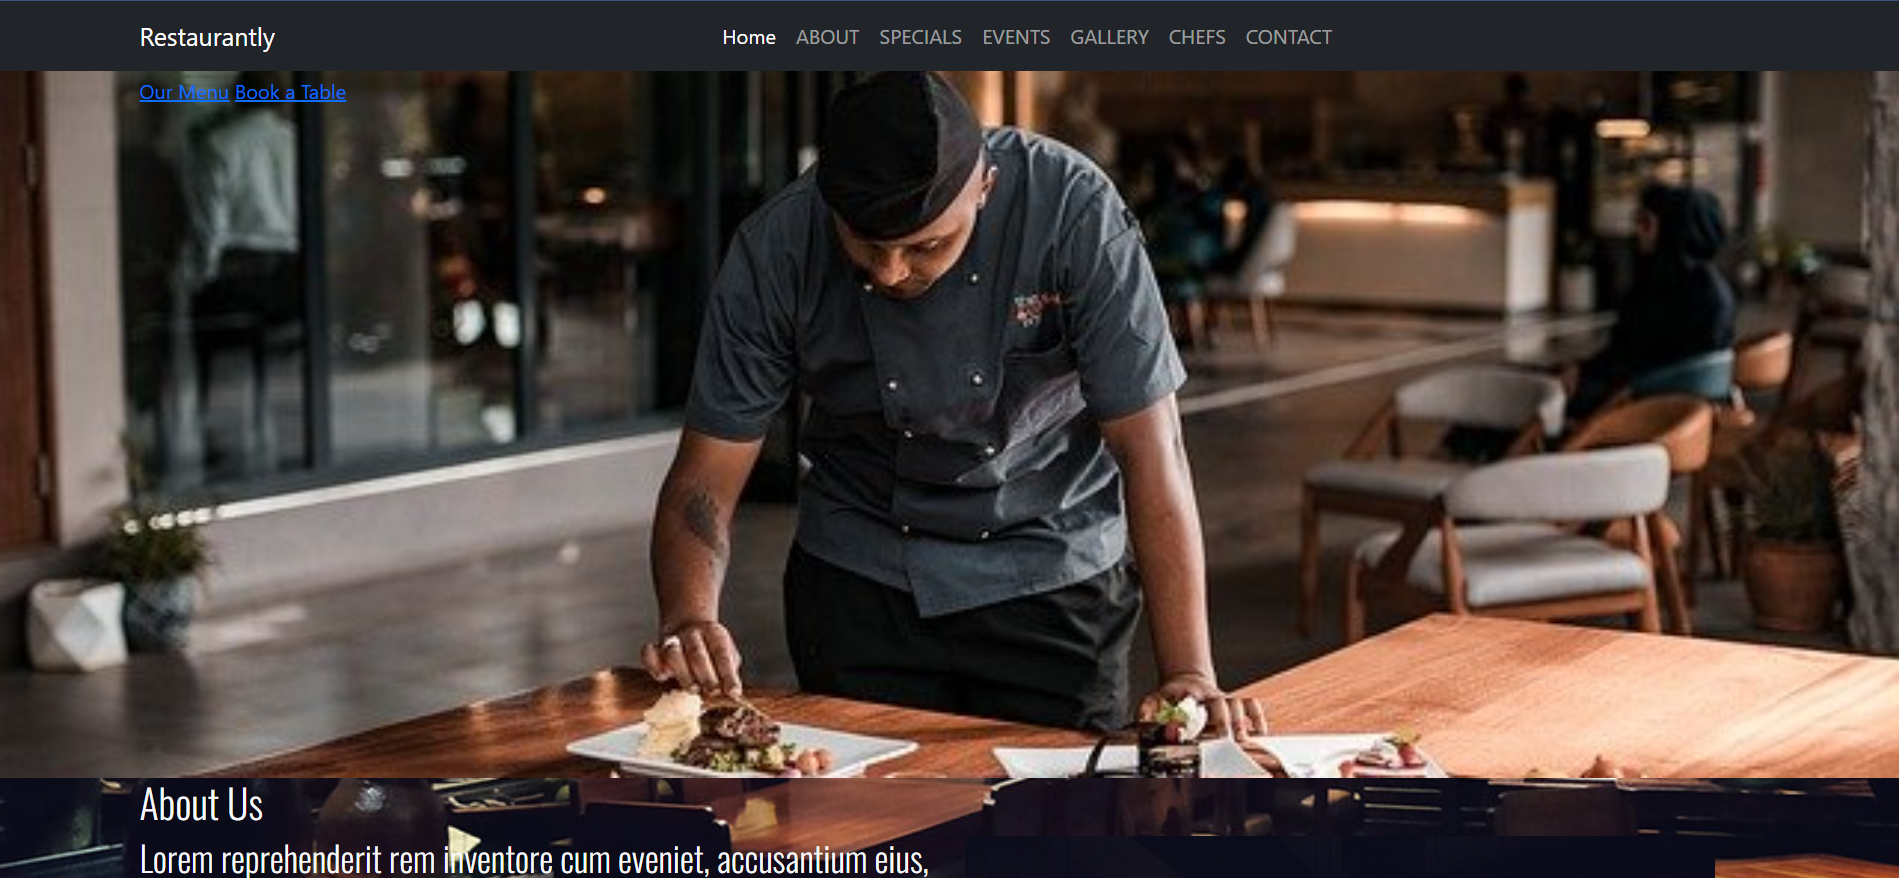 Restaurantly
Home ABOUT SPECIALS EVENTS GALLERY CHEFS CONTACT
Our Menu Book a Table
About Us
Lorem reprehenderit rem inventore cum eveniet, accusantium eius,